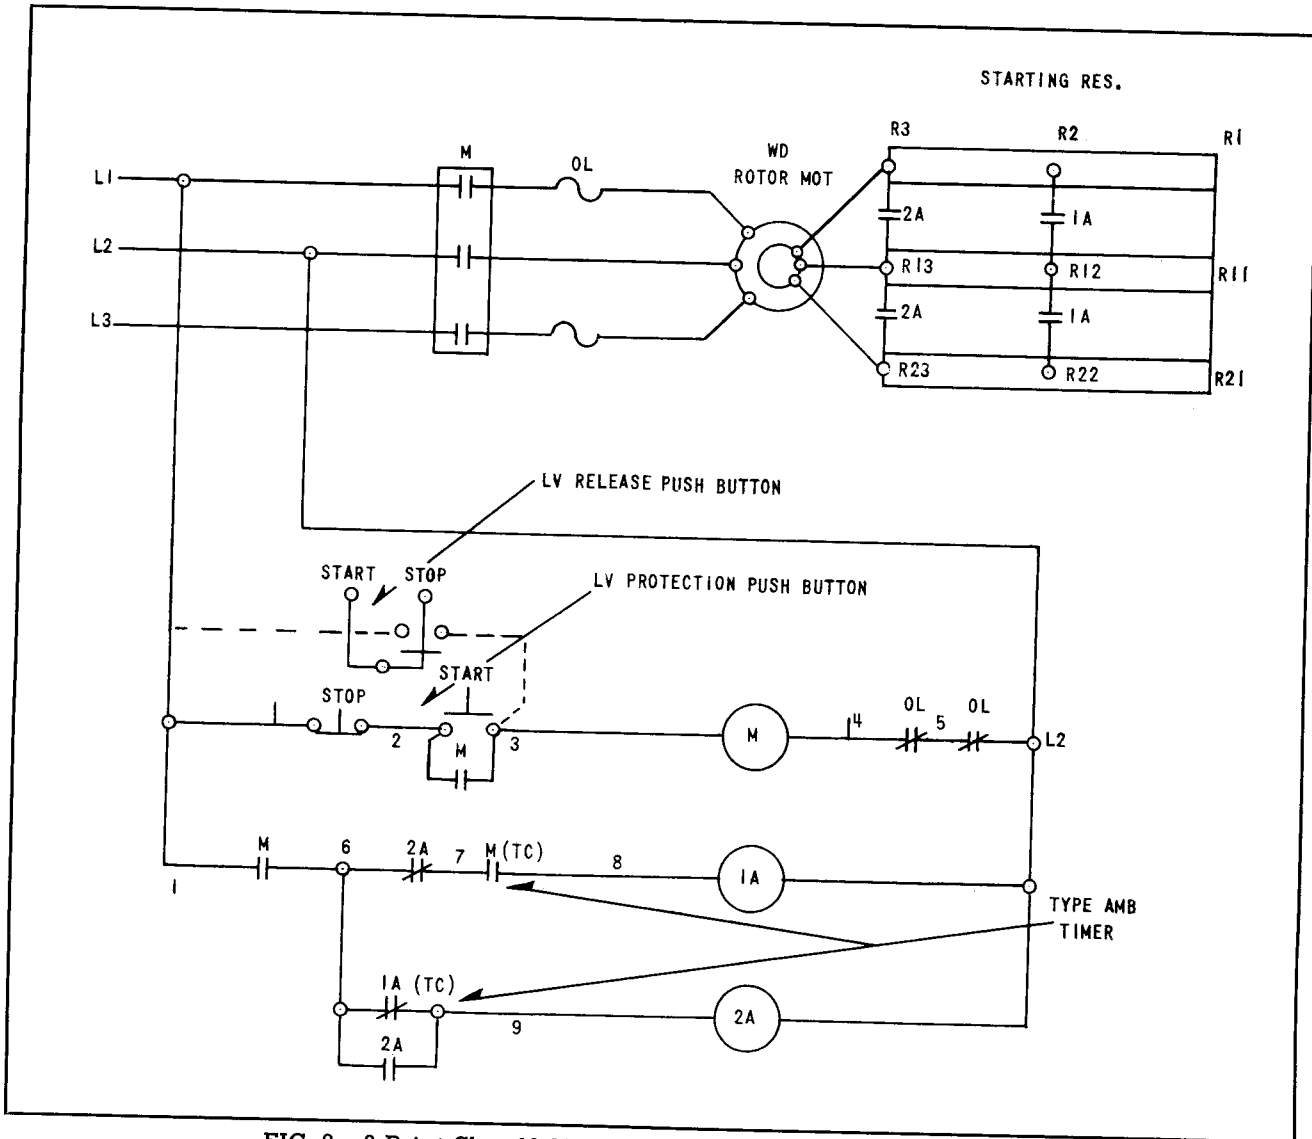 STARTING RES.
R3 R2 R1
M OL WD
ROTOR MOT
L1
2A 1A
L2
R13 R12 R11
L3
2A 1A
R23 R22 R21
LV RELEASE PUSH BUTTON
START STOP
LV PROTECTION PUSH BUTTON
START
STOP
2 3 M 4 OL 5 OL
L2
M
M 6 2A 7 M (TC) 8
1 1A
TYPE AMB
TIMER
1A (TC)
9 2A
2A